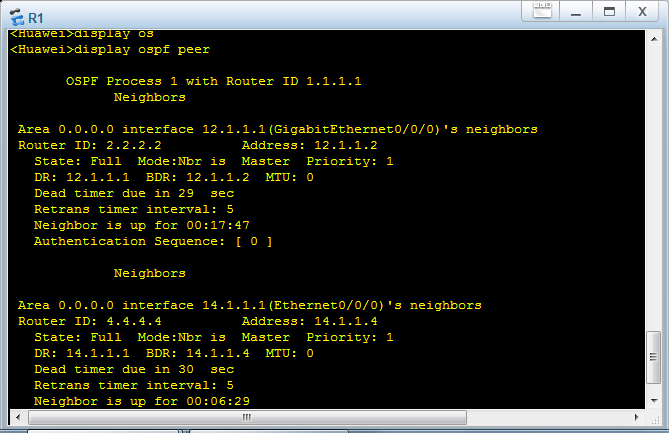 R1
<Huawei>display os
<Huawei>display ospf peer
OSPF Process 1 with Router ID 1.1.1.1
Neighbors
Area 0.0.0.0 interface 12.1.1.1(GigabitEthernet0/0/0)'s neighbors
Router ID: 2.2.2.2 Address: 12.1.1.2
State: Full Mode:Nbr is Master Priority: 1
DR: 12.1.1.1 BDR: 12.1.1.2 MTU: 0
Dead timer due in 29 sec
Retrans timer interval: 5
Neighbor is up for 00:17:47
Authentication Sequence: [ 0 ]
Neighbors
Area 0.0.0.0 interface 14.1.1.1(Ethernet0/0/0)'s neighbors
Router ID: 4.4.4.4 Address: 14.1.1.4
State: Full Mode:Nbr is Master Priority: 1
DR: 14.1.1.1 BDR: 14.1.1.4 MTU: 0
Dead timer due in 30 sec
Retrans timer interval: 5
Neighbor is up for 00:06:29